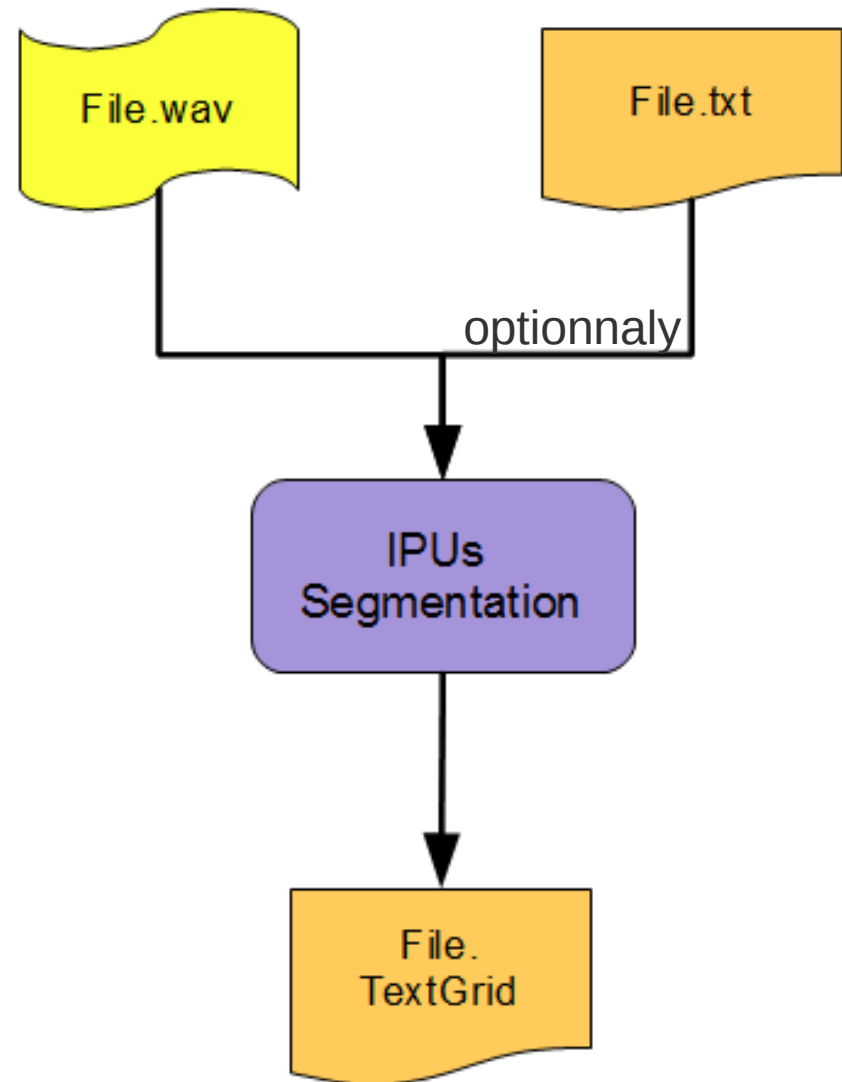 File.wav
File.txt
optionnaly
IPUs
Segmentation
File.
TextGrid